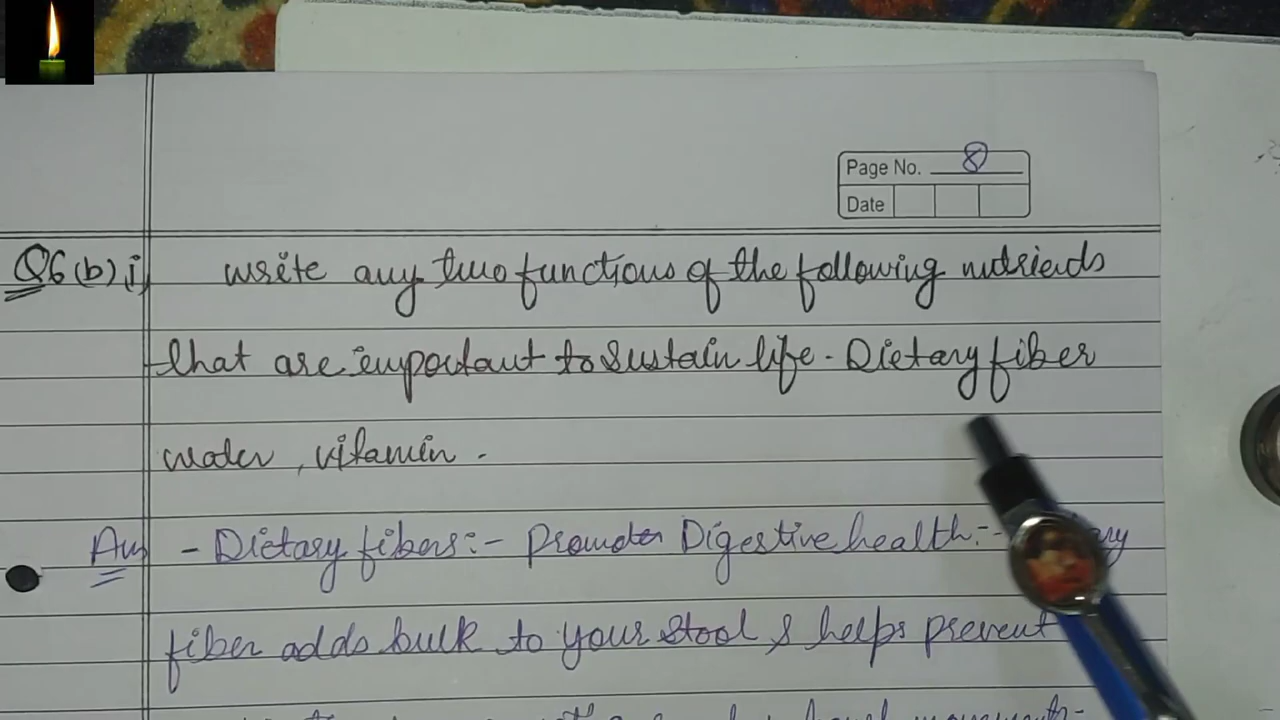 Page No. 8
Date
Q6(b) i) write any two functions of the following nutrients
that are important to sustain life - Dietary fiber
water, vitamin.
Ans - Dietary fibers:- Promotes Digestive health:-
fiber adds bulk to your stool & helps prevent